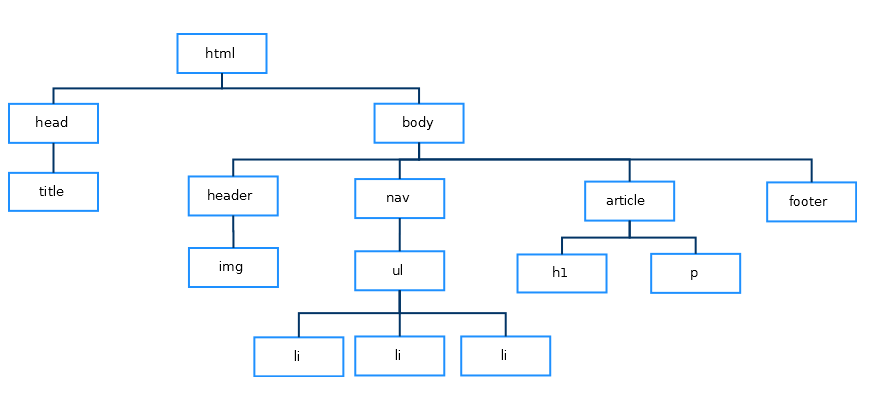 html
head
body
title
header
nav
article
footer
img
ul
h1
p
li
li
li